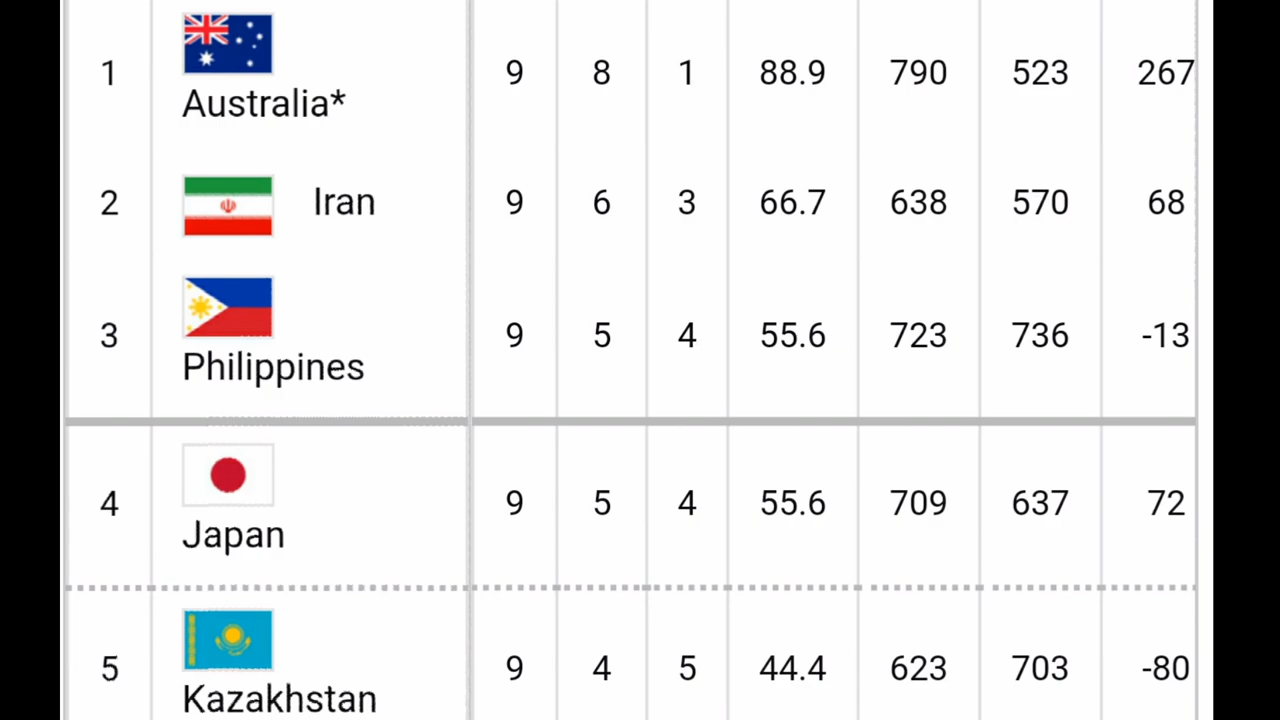 1 Australia* 9 8 1 88.9 790 523 267
2 Iran 9 6 3 66.7 638 570 68
3 Philippines 9 5 4 55.6 723 736 -13
4 Japan 9 5 4 55.6 709 637 72
5 Kazakhstan 9 4 5 44.4 623 703 -80